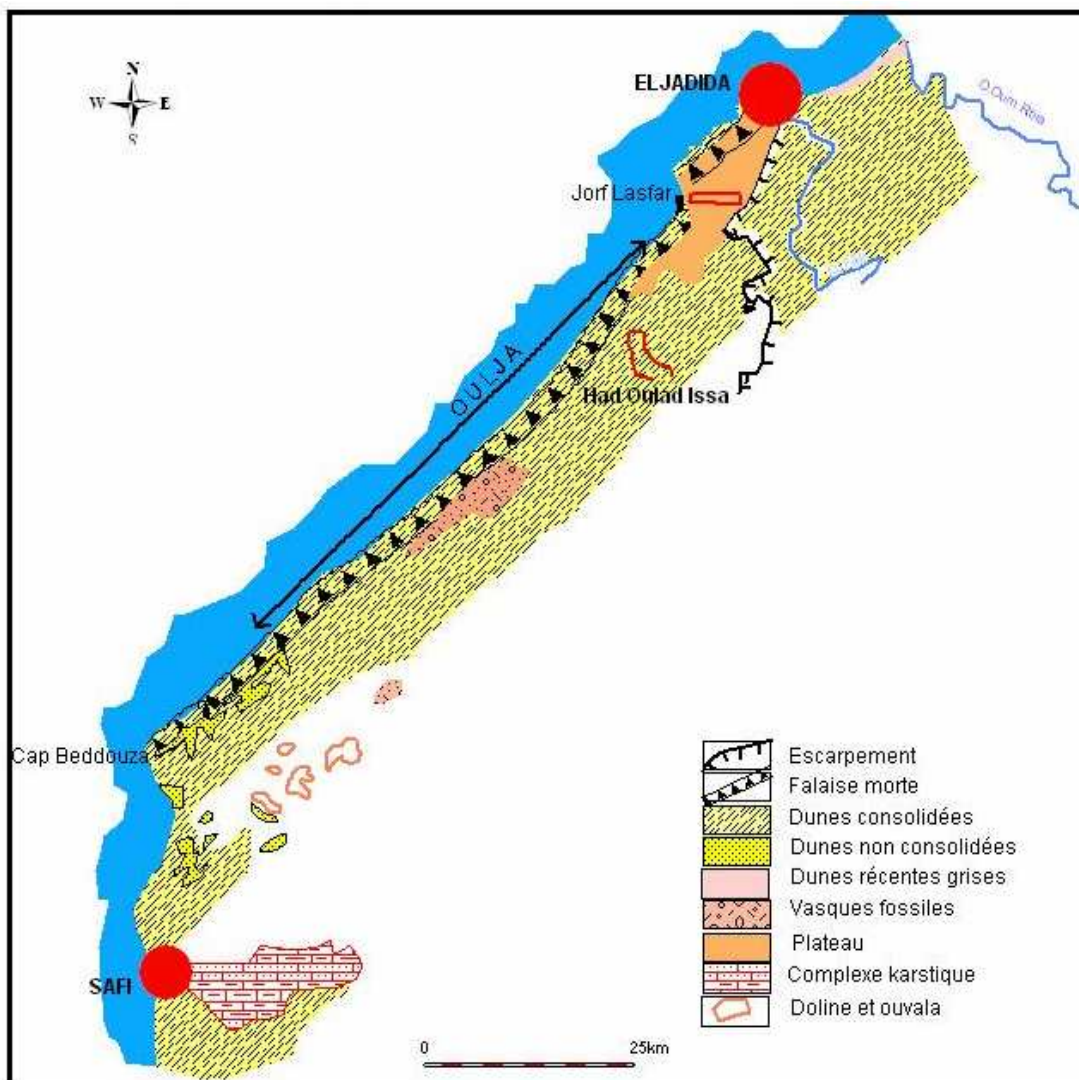 N
W E
S
ELJADIDA
O Oum Rbia
Jorf Lasfar
OULJA
Had Oulad Issa
Cap Beddouza
SAFI
Escarpement
Falaise morte
Dunes consolidées
Dunes non consolidées
Dunes récentes grises
Vasques fossiles
Plateau
Complexe karstique
Doline et ouvala
0 25km